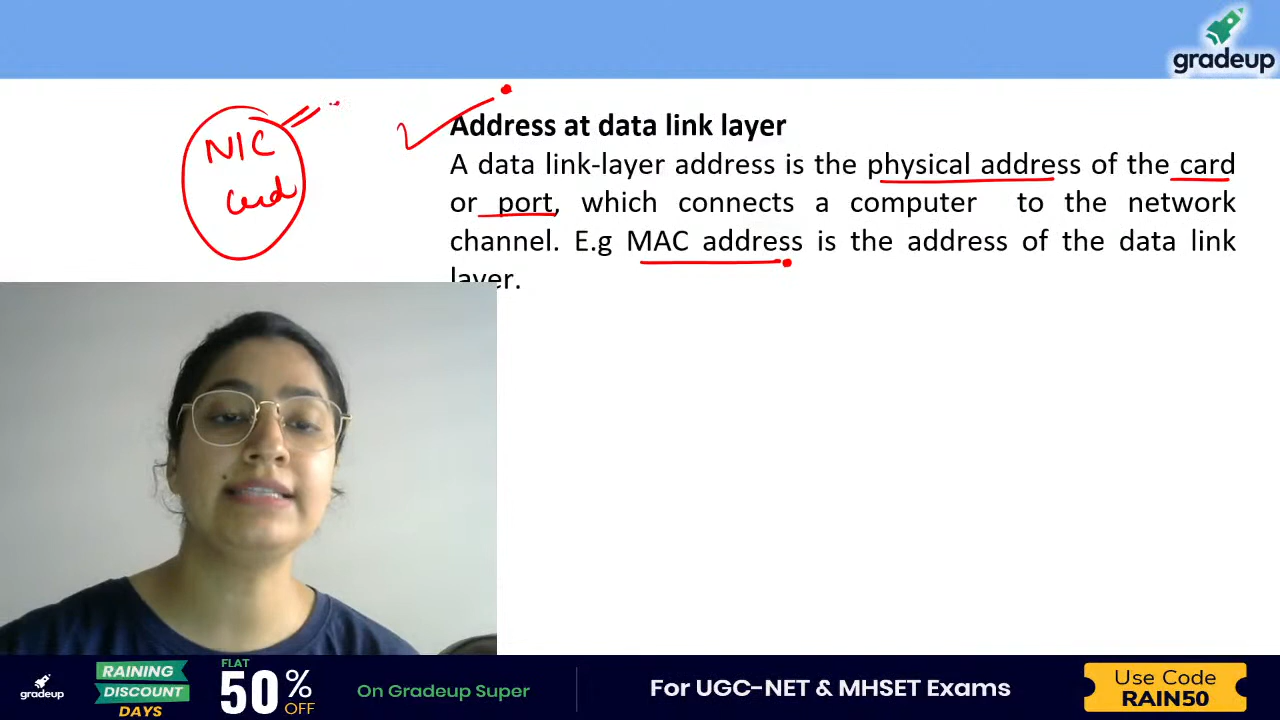 gradeup
NIC
Card
Address at data link layer
A data link-layer address is the physical address of the card
or port, which connects a computer to the network
channel. E.g MAC address is the address of the data link
layer.
gradeup
RAINING
DISCOUNT
DAYS
FLAT
50%
OFF
On Gradeup Super
For UGC-NET & MHSET Exams
Use Code
RAIN50